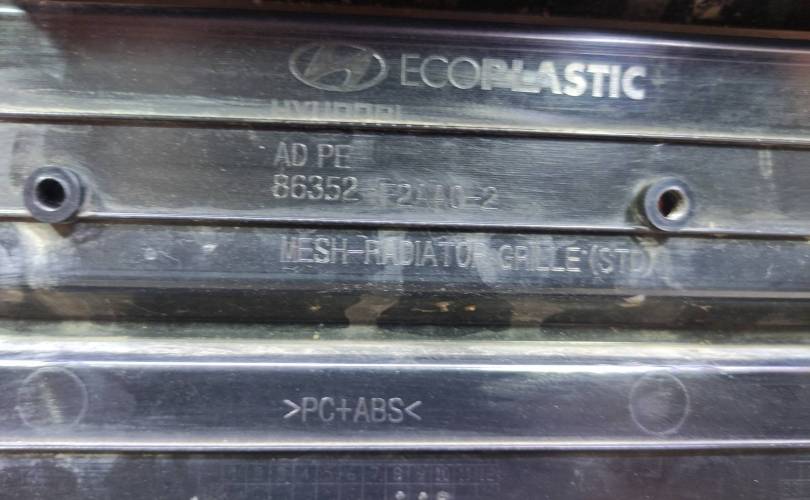 ECOPLASTIC
HYUNDAI
AD PE
86352-F2AA0-2
MESH-RADIATOR GRILLE (STD)
>PC+ABS<